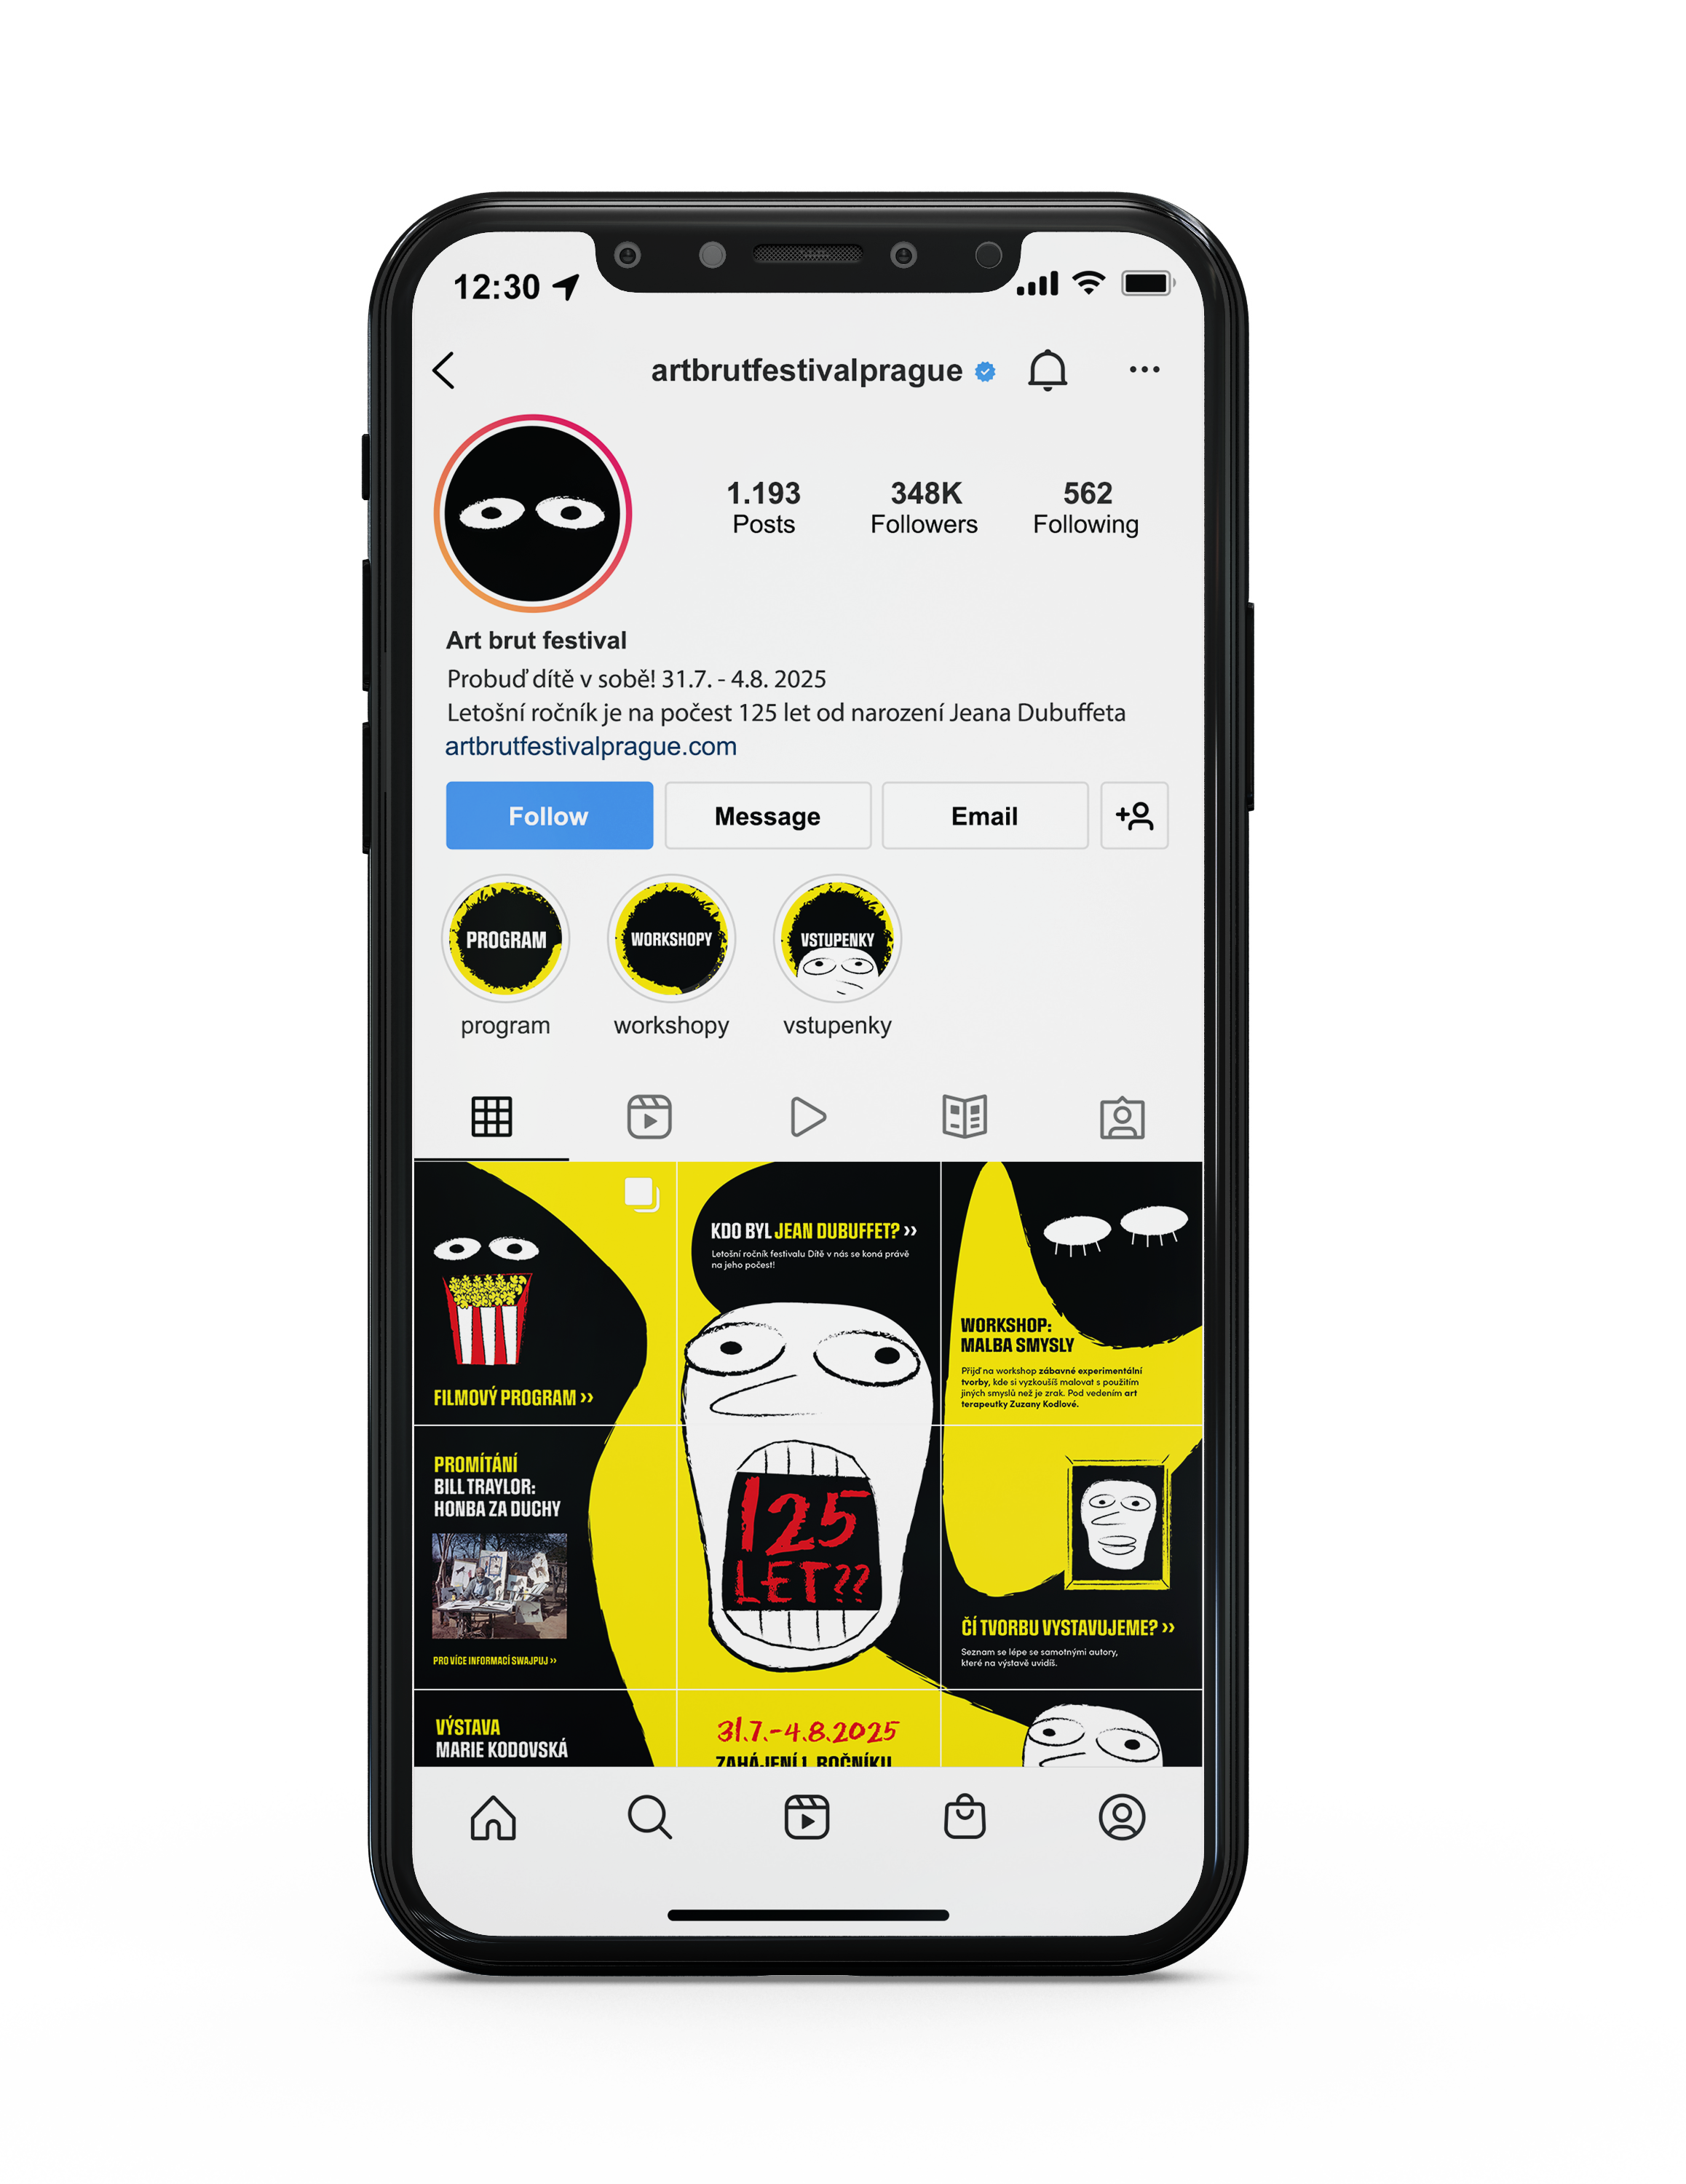 12:30
artbrutfestivalprague
1.193
Posts
348K
Followers
562
Following
Art brut festival
Probuď dítě v sobě! 31.7. - 4.8. 2025
Letošní ročník je na počest 125 let od narození Jeana Dubuffeta
artbrutfestivalprague.com
Follow
Message
Email
PROGRAM
WORKSHOPY
VSTUPENKY
program
workshopy
vstupenky
FILMOVÝ PROGRAM ››
KDO BYL JEAN DUBUFFET? ››
Letošní ročník festivalu Dítě v nás se koná právě
na jeho počest!
WORKSHOP:
MALBA SMYSLY
Přijď na workshop zábavné experimentální
tvorby, kde si vyzkoušíš malovat s použitím
jiných smyslů než je zrak. Pod vedením art
terapeutky Zuzany Kodlové.
PROMÍTÁNÍ
BILL TRAYLOR:
HONBA ZA DUCHY
PRO VÍCE INFORMACÍ SWAJPUJ ››
125
LET??
ČÍ TVORBU VYSTAVUJEME? ››
Seznam se lépe se samotnými autory,
které na výstavě uvidíš.
VÝSTAVA
MARIE KODOVSKÁ
31.7.-4.8.2025
ZAHÁJENÍ 1. ROČNÍKU